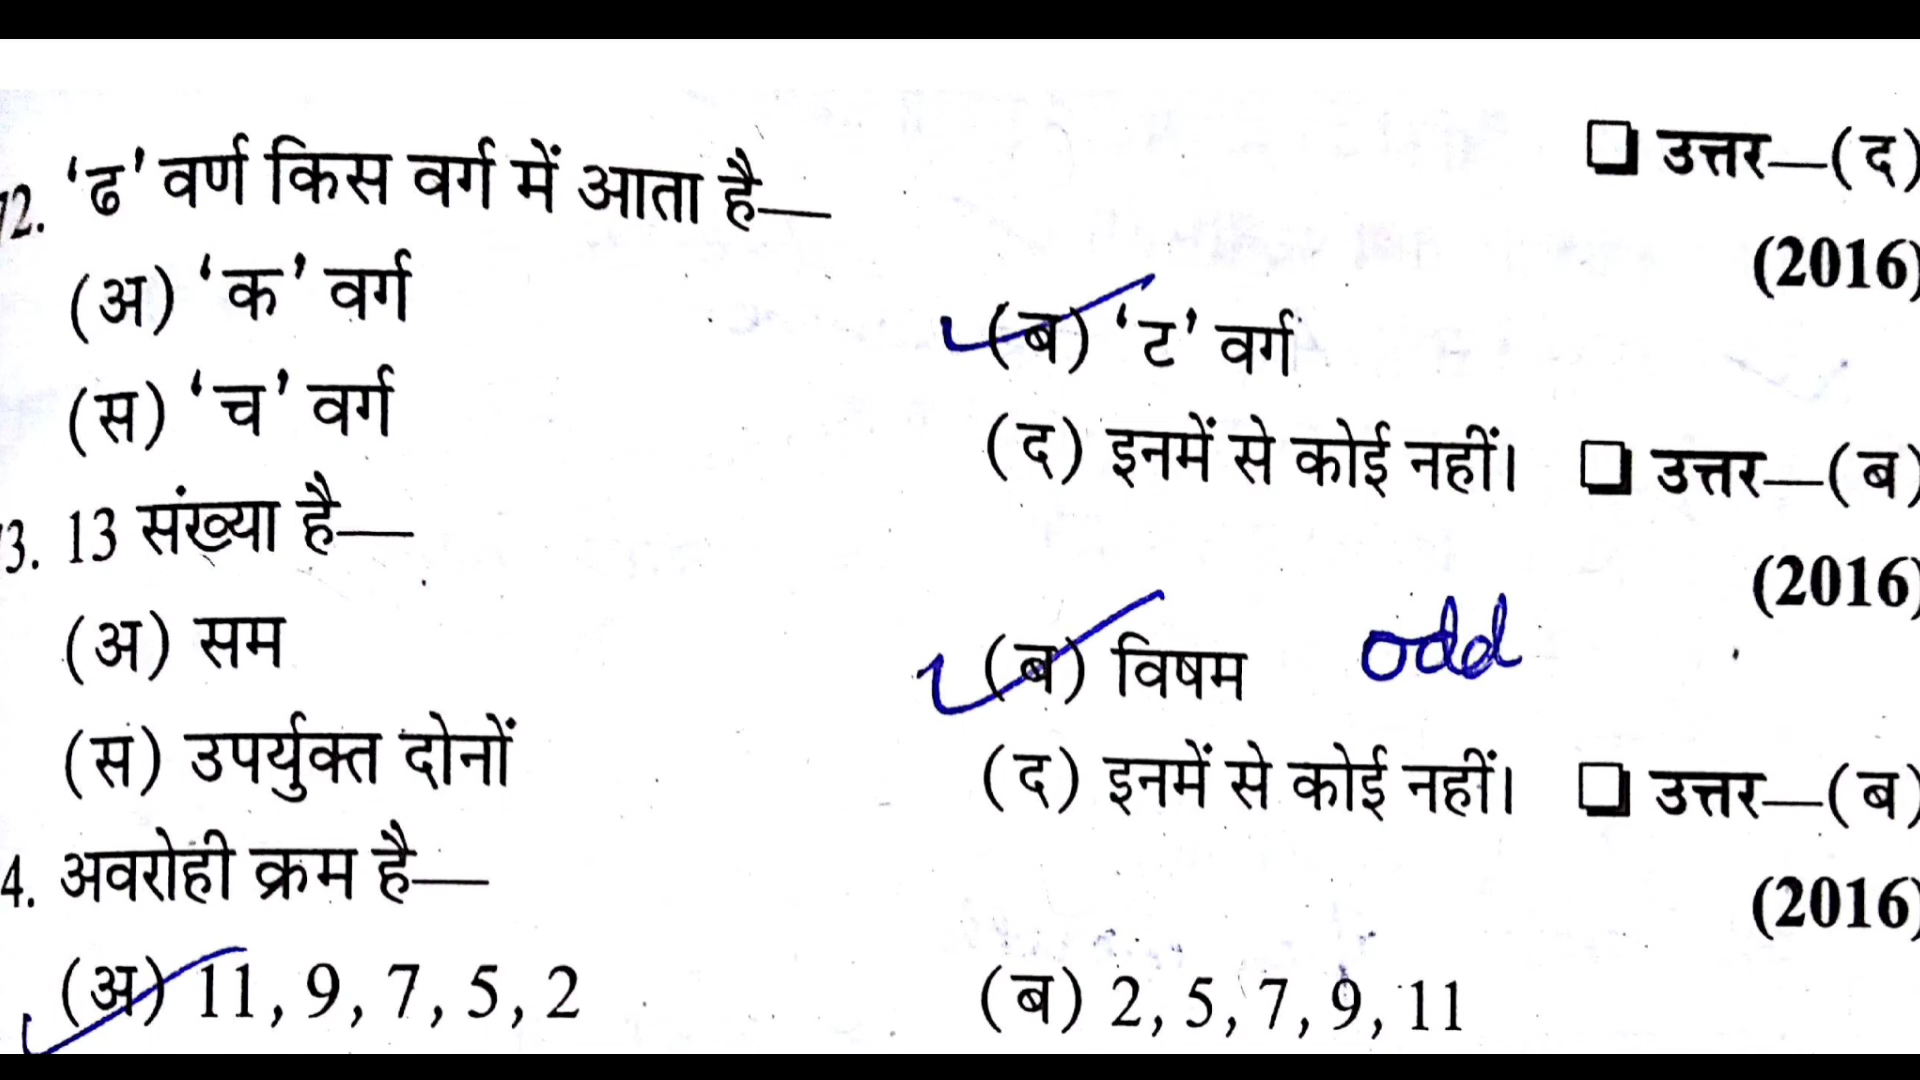 ❑ उत्तर—(द)
12. ‘ढ’ वर्ण किस वर्ग में आता है— (2016)
(अ) ‘क’ वर्ग (ब) ‘ट’ वर्ग
(स) ‘च’ वर्ग (द) इनमें से कोई नहीं। ❑ उत्तर—(ब)
3. 13 संख्या है— (2016)
(अ) सम (ब) विषम odd
(स) उपर्युक्त दोनों (द) इनमें से कोई नहीं। ❑ उत्तर—(ब)
4. अवरोही क्रम है— (2016)
(अ) 11, 9, 7, 5, 2 (ब) 2, 5, 7, 9, 11